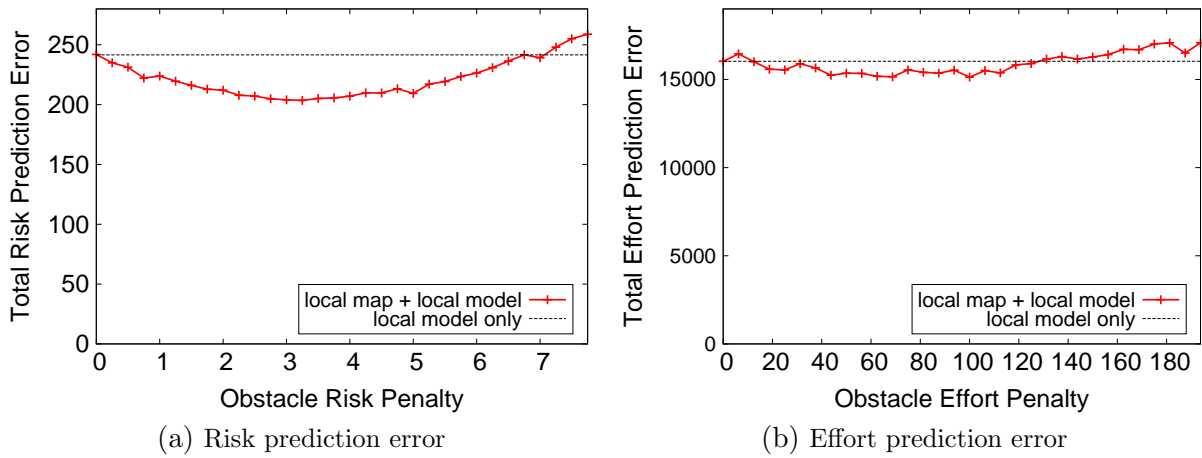 Total Risk Prediction Error
250
200
150
100
50
0
0 1 2 3 4 5 6 7
Obstacle Risk Penalty
local map + local model
local model only
(a) Risk prediction error
Total Effort Prediction Error
15000
10000
5000
0
0 20 40 60 80 100 120 140 160 180
Obstacle Effort Penalty
local map + local model
local model only
(b) Effort prediction error